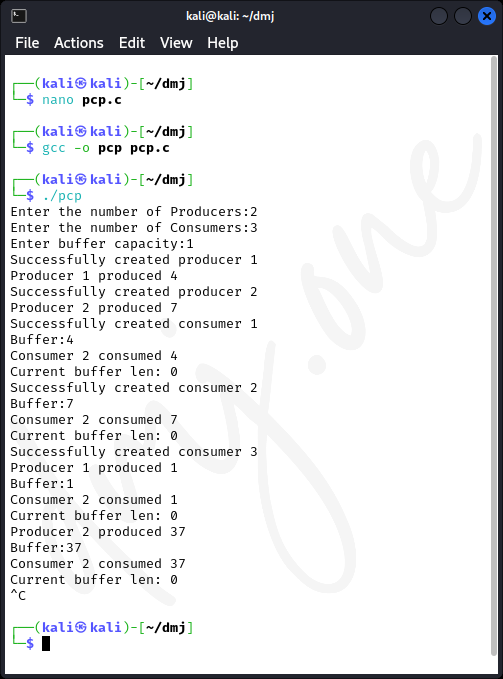 kali@kali: ~/dmj
File Actions Edit View Help
┌──(kali㉿kali)-[~/dmj]
└─$ nano pcp.c
┌──(kali㉿kali)-[~/dmj]
└─$ gcc -o pcp pcp.c
┌──(kali㉿kali)-[~/dmj]
└─$ ./pcp
Enter the number of Producers:2
Enter the number of Consumers:3
Enter buffer capacity:1
Successfully created producer 1
Producer 1 produced 4
Successfully created producer 2
Producer 2 produced 7
Successfully created consumer 1
Buffer:4
Consumer 2 consumed 4
Current buffer len: 0
Successfully created consumer 2
Buffer:7
Consumer 2 consumed 7
Current buffer len: 0
Successfully created consumer 3
Producer 1 produced 1
Buffer:1
Consumer 2 consumed 1
Current buffer len: 0
Producer 2 produced 37
Buffer:37
Consumer 2 consumed 37
Current buffer len: 0
^C
┌──(kali㉿kali)-[~/dmj]
└─$